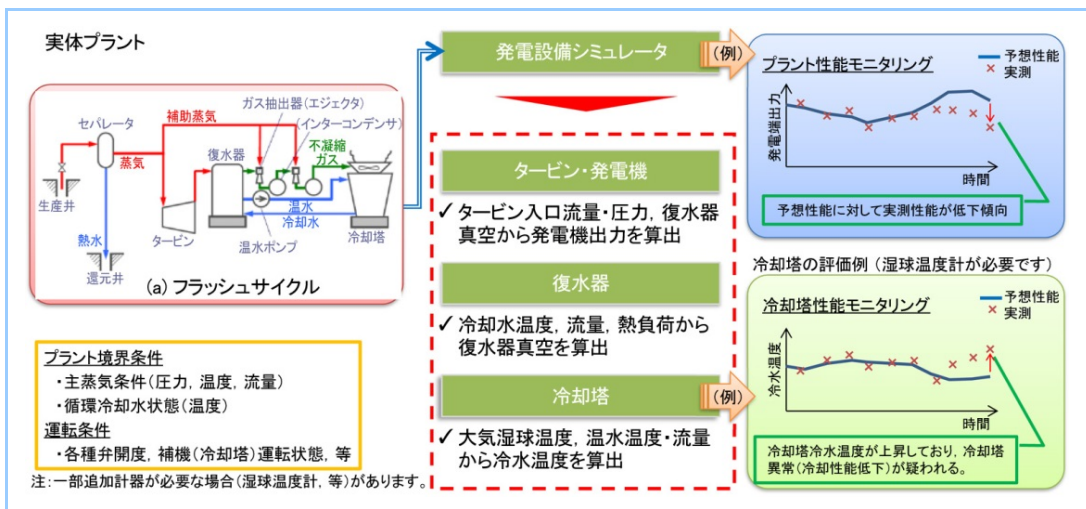 実体プラント
ガス抽出器(エジェクタ)
(インターコンデンサ)
セパレータ
補助蒸気
蒸気
復水器
不凝縮
ガス
生産井
熱水
タービン
温水
冷却水
温水ポンプ
冷却塔
還元井
(a) フラッシュサイクル
プラント境界条件
・主蒸気条件(圧力, 温度, 流量)
・循環冷却水状態(温度)
運転条件
・各種弁開度, 補機(冷却塔)運転状態, 等
注:一部追加計器が必要な場合(湿球温度計, 等)があります。
発電設備シミュレータ
タービン・発電機
✓タービン入口流量・圧力, 復水器
真空から発電機出力を算出
復水器
✓冷却水温度, 流量, 熱負荷から
復水器真空を算出
冷却塔
✓大気湿球温度, 温水温度・流量
から冷水温度を算出
(例)
プラント性能モニタリング
予想性能
× 実測
発電端出力
時間
予想性能に対して実測性能が低下傾向
(例)
冷却塔の評価例(湿球温度計が必要です)
冷却塔性能モニタリング
予想性能
× 実測
冷水温度
時間
冷却塔冷水温度が上昇しており, 冷却塔
異常(冷却性能低下)が疑われる。